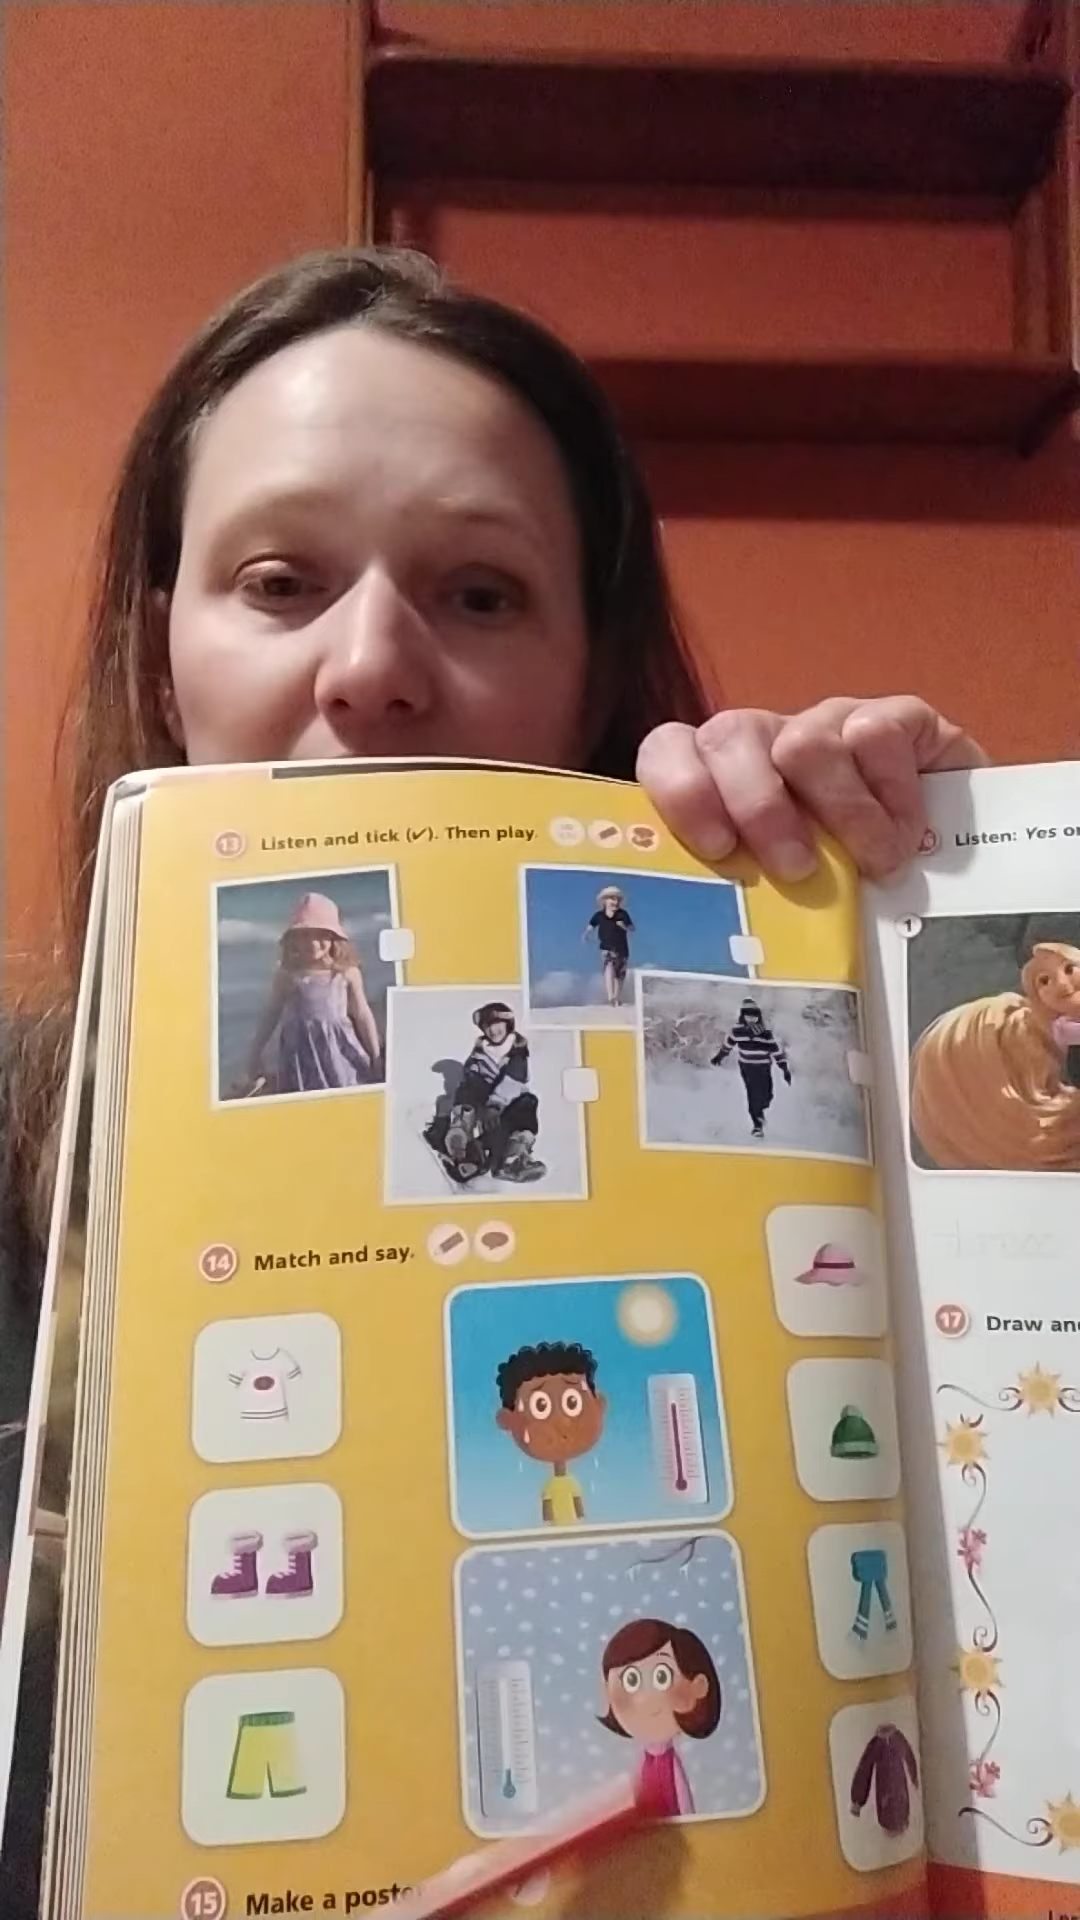 13 Listen and tick (✔). Then play.
14 Match and say.
15 Make a poste
Listen: Yes or
1
17 Draw and